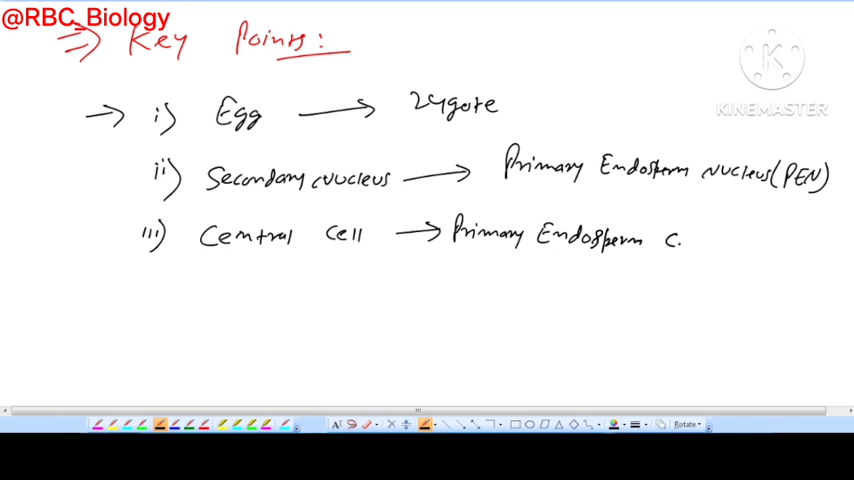 @RBC_Biology
⇒ Key Points:
KINEMASTER
→ i) Egg → Zygote
ii) Secondary Nucleus → Primary Endosperm Nucleus (PEN)
iii) Central cell → Primary Endosperm c.
Rotate